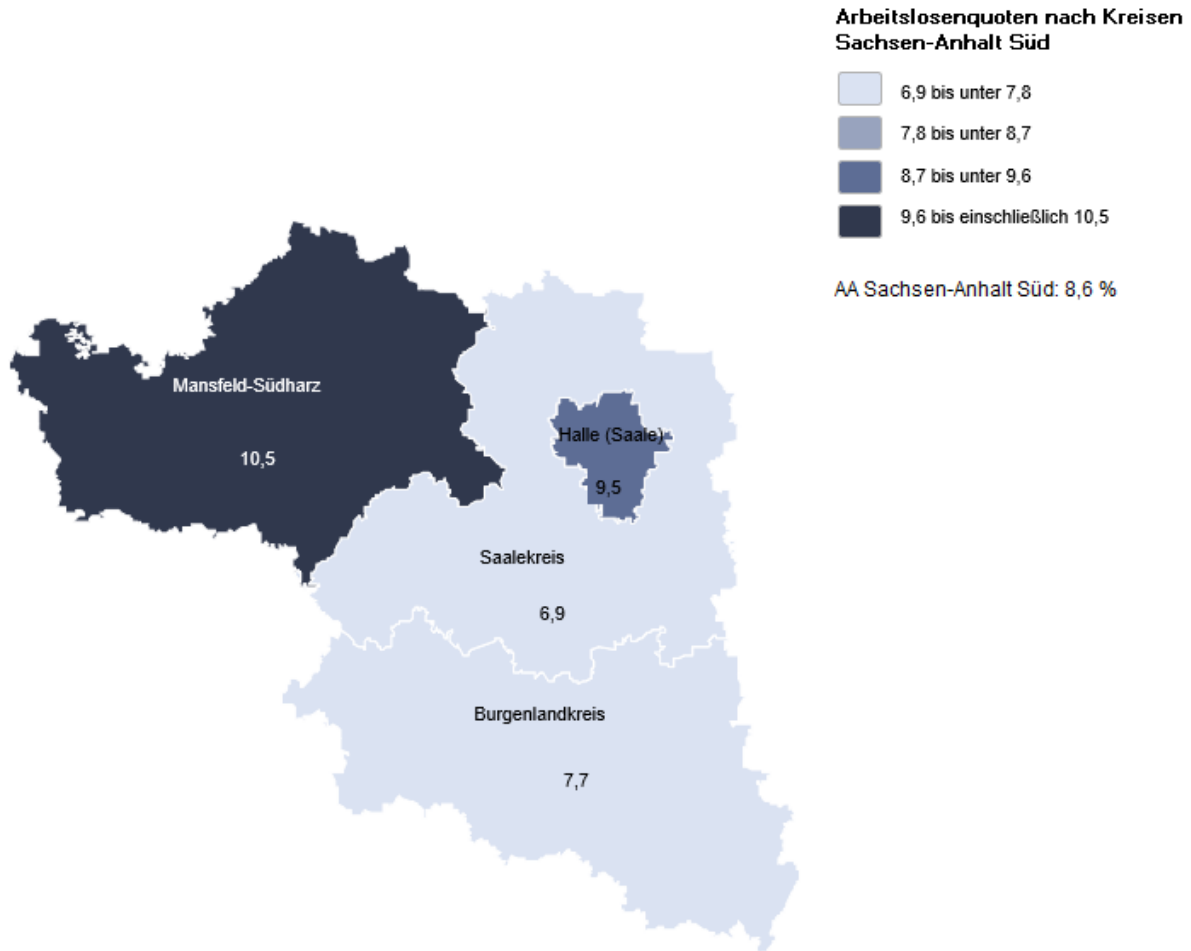 Arbeitslosenquoten nach Kreisen
Sachsen-Anhalt Süd
6,9 bis unter 7,8
7,8 bis unter 8,7
8,7 bis unter 9,6
9,6 bis einschließlich 10,5
AA Sachsen-Anhalt Süd: 8,6 %
Mansfeld-Südharz
10,5
Halle (Saale)
9,5
Saalekreis
6,9
Burgenlandkreis
7,7